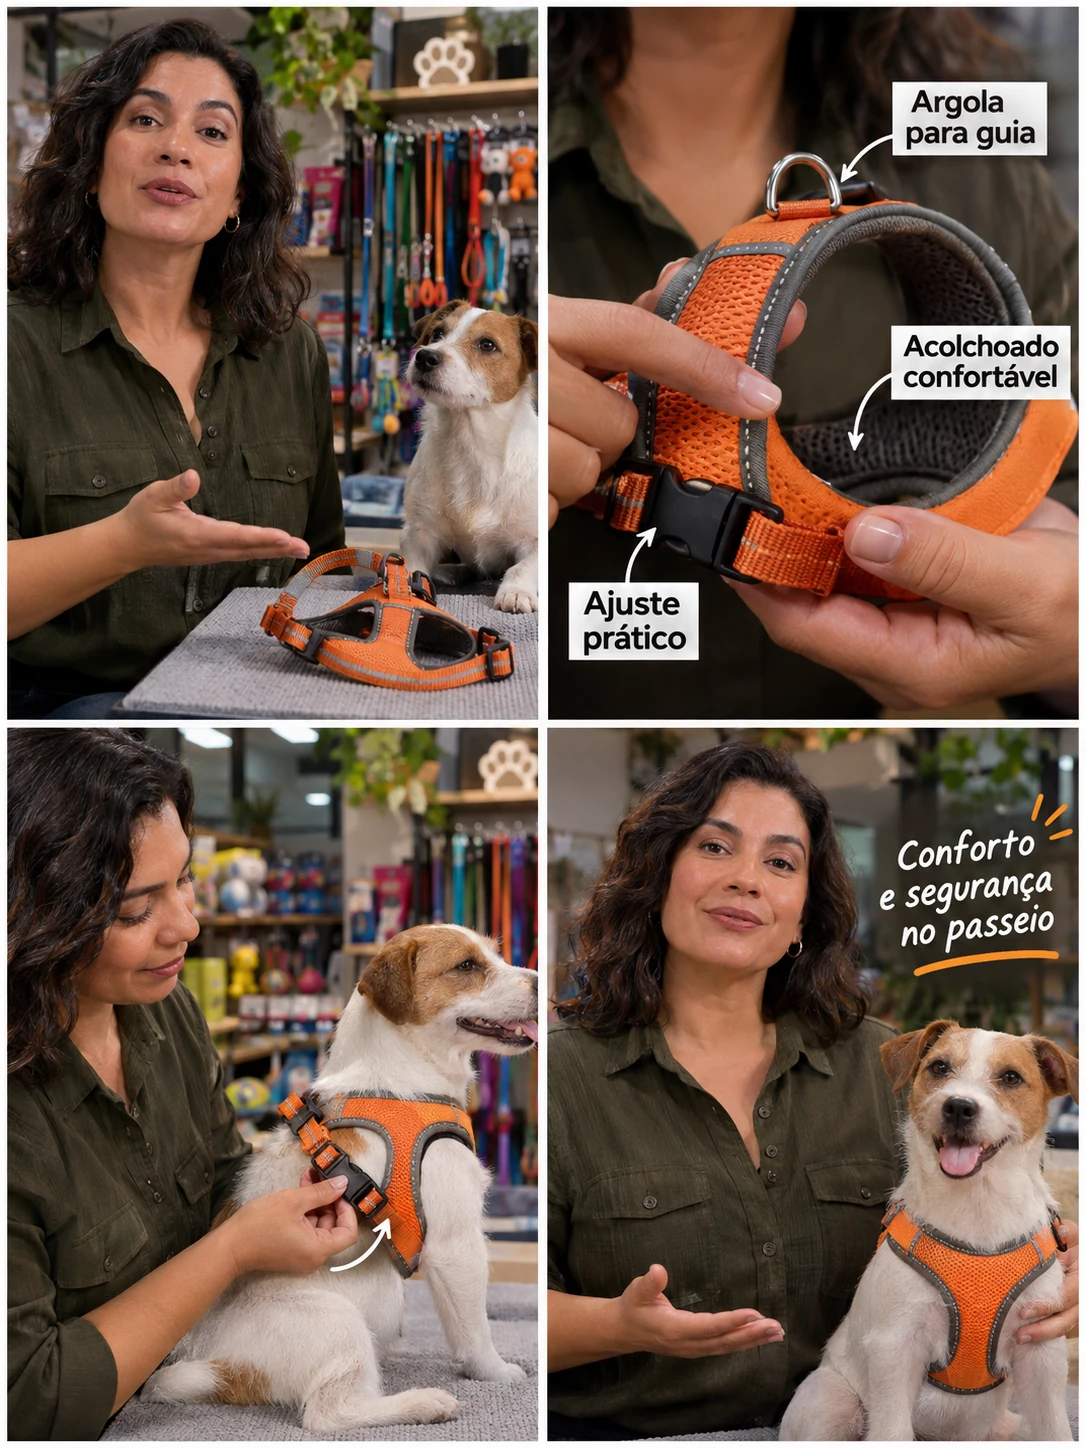 Argola
para guia
Acolchoado
confortável
Ajuste
prático
Conforto
e segurança
no passeio